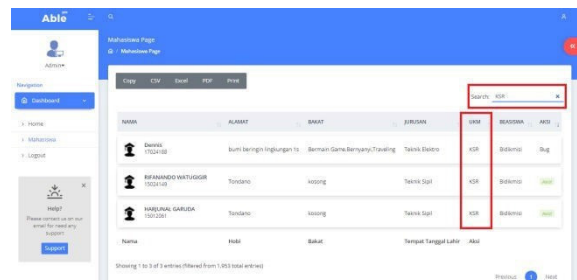 Able
Mahasiswa Page
Mahasiswa Page
Admin
Navigation
Dashboard
Home
Mahasiswa
Logout
Help?
Please contact us on our
email for need any
support
Support
Copy CSV Excel PDF Print
Search: KSR ×
NAMA ALAMAT BAKAT JURUSAN UKM BEASISWA AKSI
Dennis
17024168
bumi beringin lingkungan Bermain Game,Bernyanyi,Traveling Teknik Elektro KSR Bidikmisi Bug
RIFANANDO WATUGIGIR
15024149
Tondano kosong Teknik Sipil KSR Bidikmisi
HARJUNAL GARUDA
15012061
Tondano kosong Teknik Sipil KSR Bidikmisi
Nama Hobi Bakat Tempat Tanggal Lahir Aksi
Showing 1 to 3 of 3 entries (filtered from 1,953 total entries)
Previous 1 Next